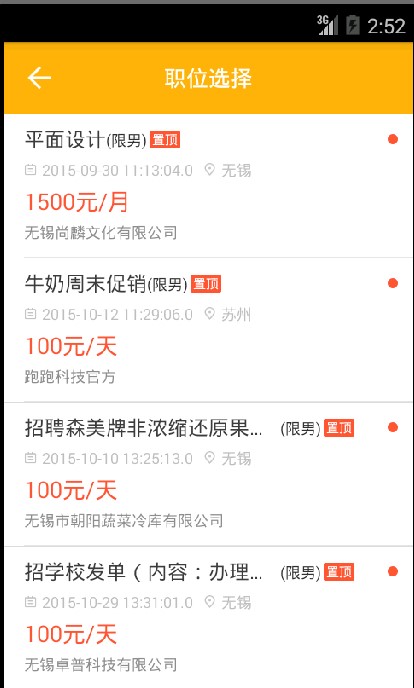 3G 2:52
职位选择
平面设计(限男) 置顶
2015-09-30 11:13:04.0 无锡
1500元/月
无锡尚麟文化有限公司
牛奶周末促销(限男) 置顶
2015-10-12 11:29:06.0 苏州
100元/天
跑跑科技官方
招聘森美牌非浓缩还原果... (限男) 置顶
2015-10-10 13:25:13.0 无锡
100元/天
无锡市朝阳蔬菜冷库有限公司
招学校发单（内容：办理... (限男) 置顶
2015-10-29 13:31:01.0 无锡
100元/天
无锡卓普科技有限公司